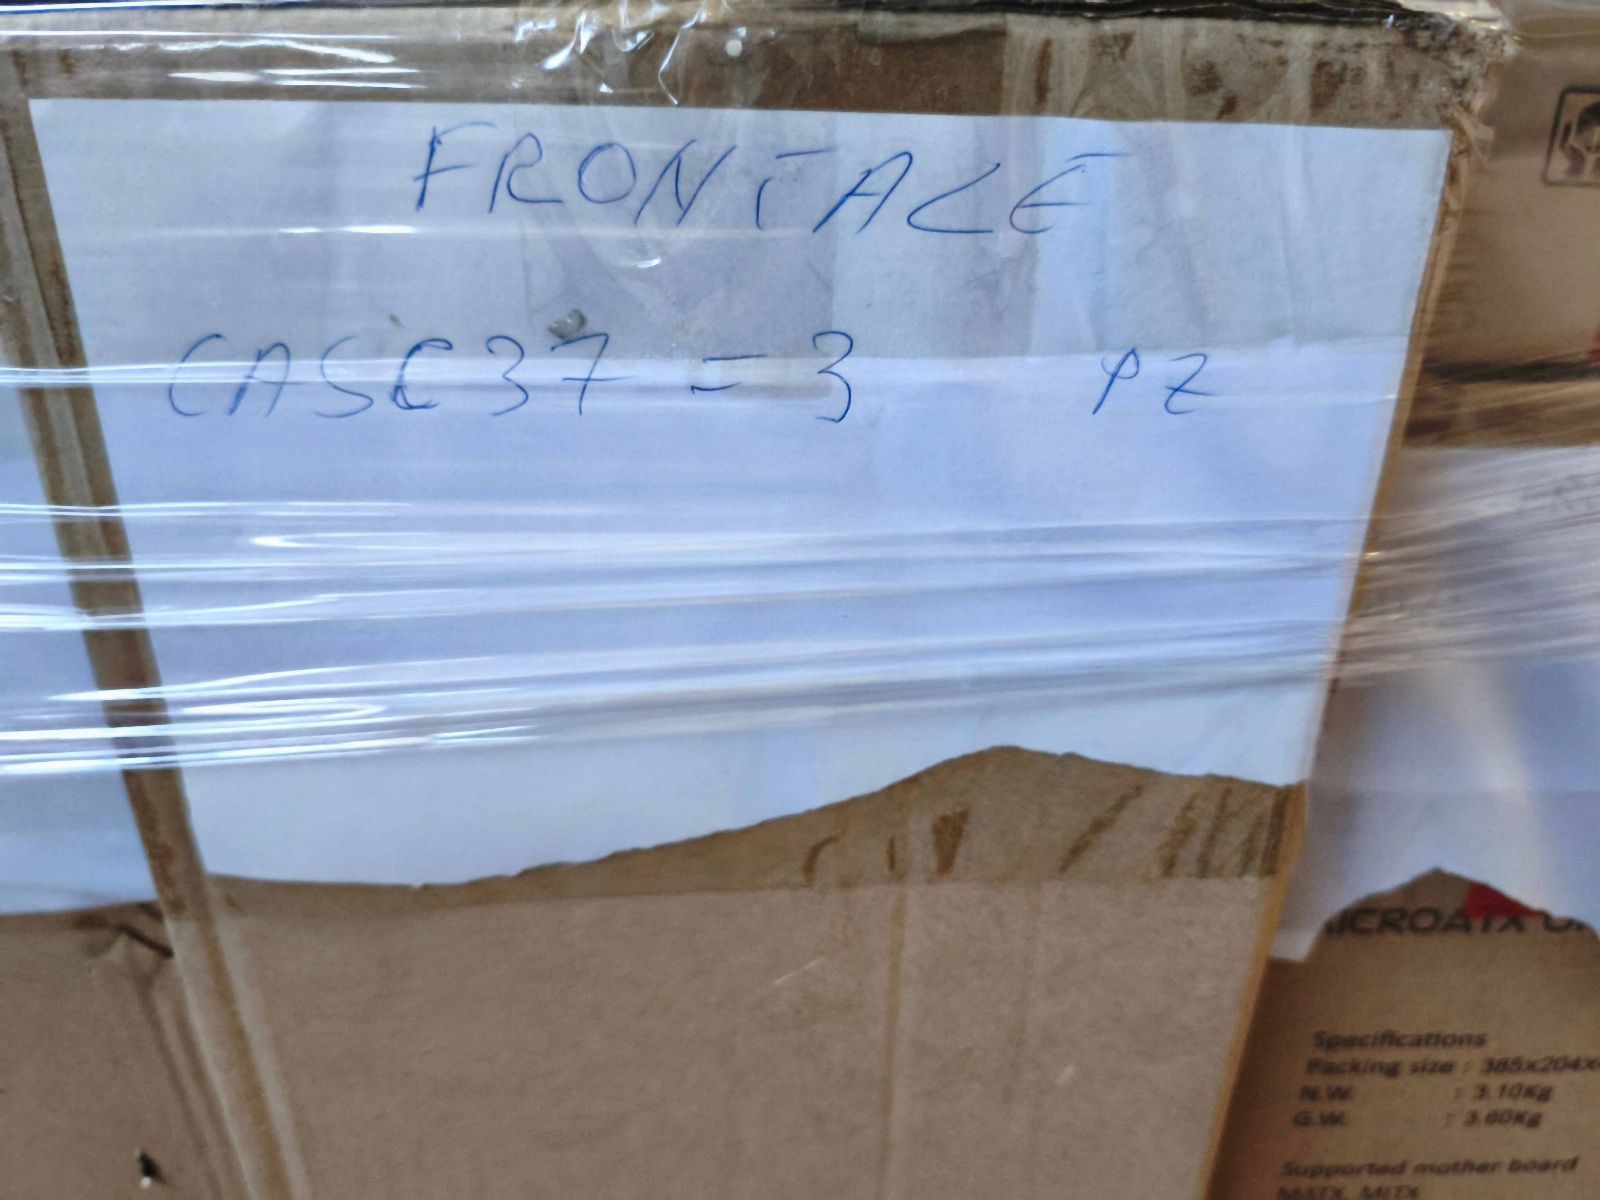 FRONTALE
CASE37 = 3 PZ
Specifications
Packing size : 385x204x
N.W. : 3.10Kg
G.W. : 3.60Kg
Supported mother board